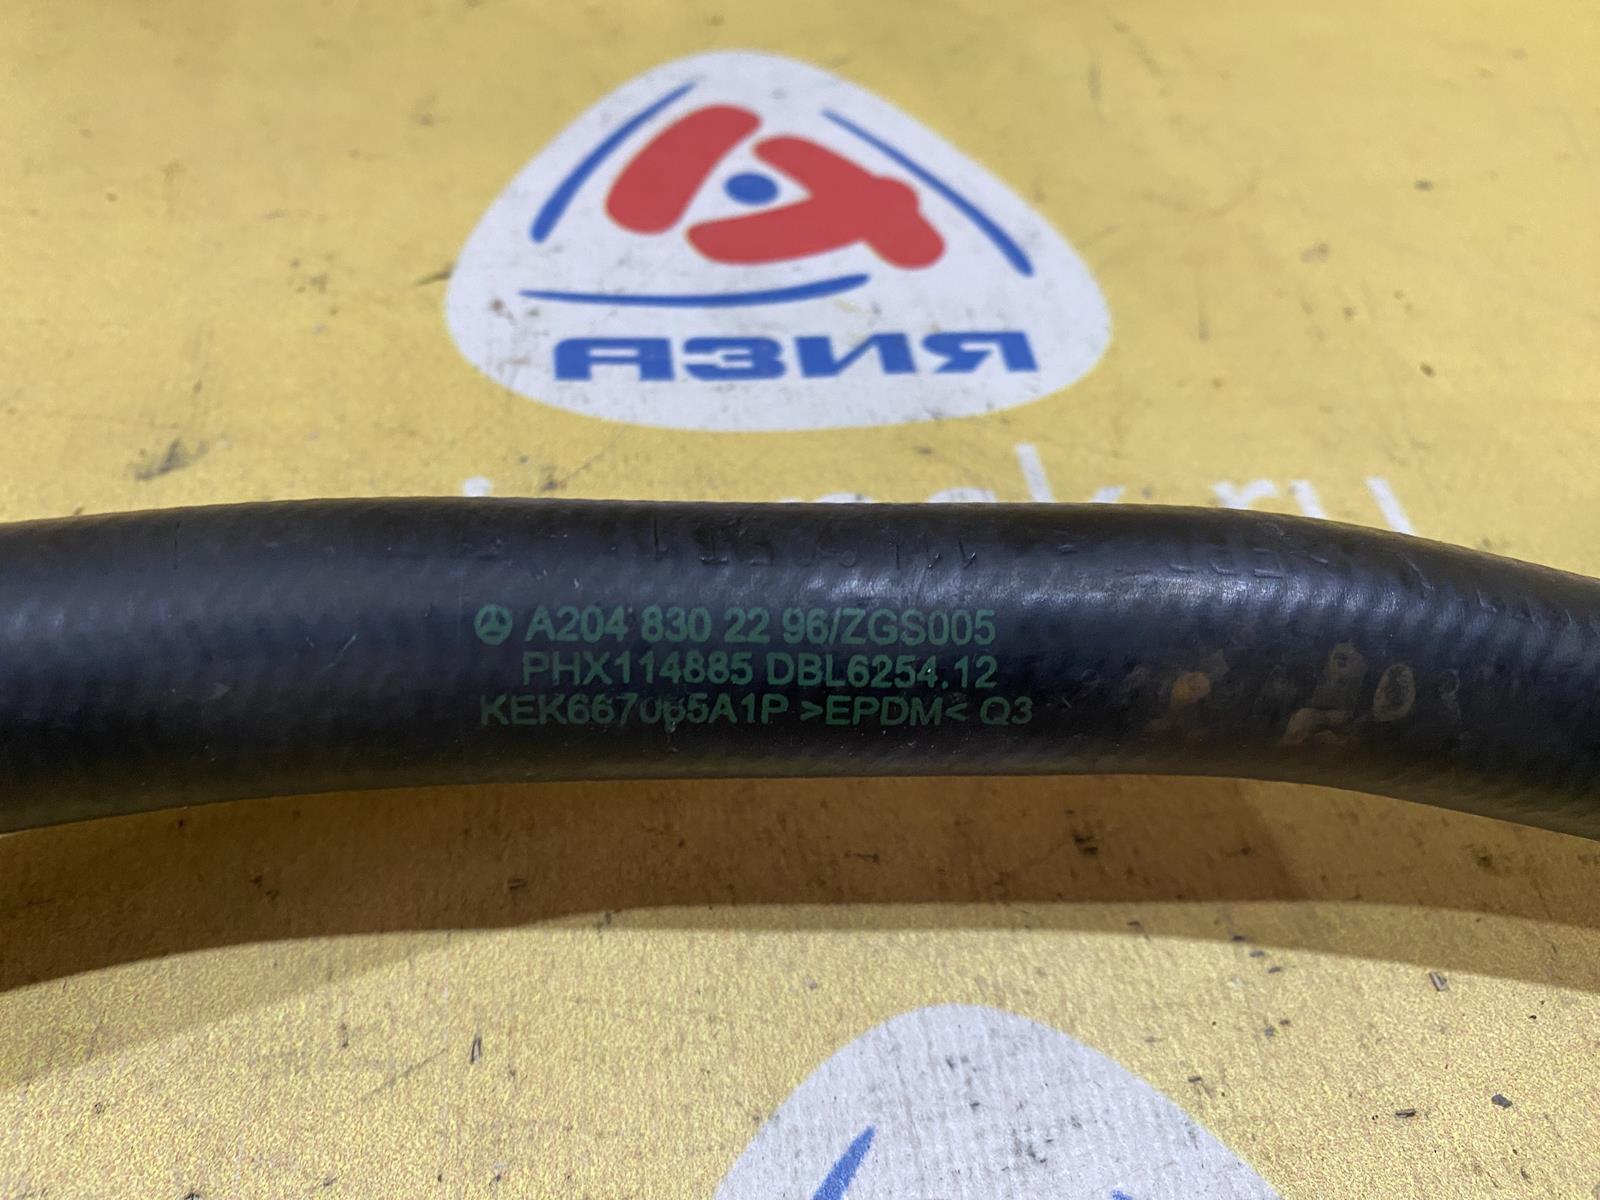 АЗИЯ
A204 830 22 96/ZGS005
PHX114885 DBL6254.12
>EPDM< Q3